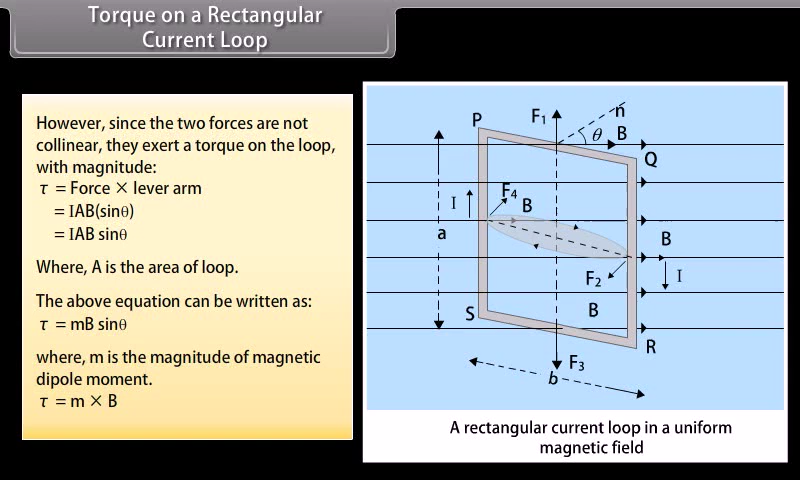 Torque on a Rectangular
Current Loop
However, since the two forces are not
collinear, they exert a torque on the loop,
with magnitude:
τ = Force × lever arm
= IAB(sinθ)
= IAB sinθ
Where, A is the area of loop.
The above equation can be written as:
τ = mB sinθ
where, m is the magnitude of magnetic
dipole moment.
τ = m × B
P
F₁
n
θ
B
Q
I
F₄
B
a
B
F₂
I
S
B
R
F₃
b
A rectangular current loop in a uniform
magnetic field